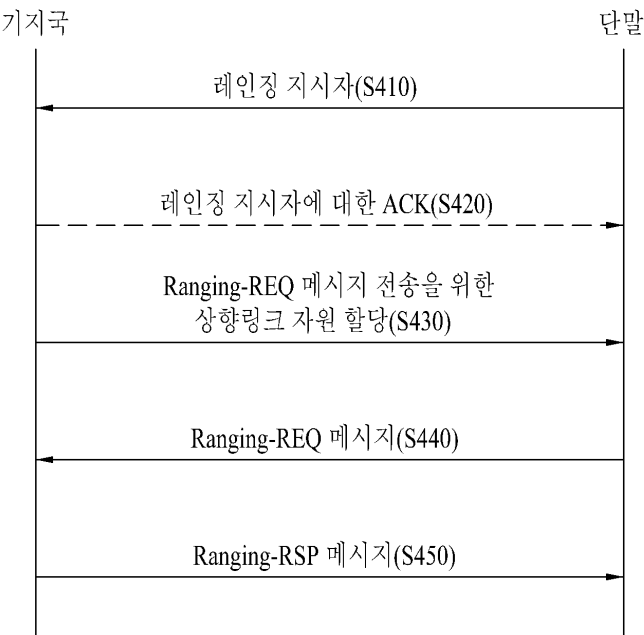 기지국
단말
레인징 지시자(S410)
레인징 지시자에 대한 ACK(S420)
Ranging-REQ 메시지 전송을 위한
상향링크 자원 할당(S430)
Ranging-REQ 메시지(S440)
Ranging-RSP 메시지(S450)